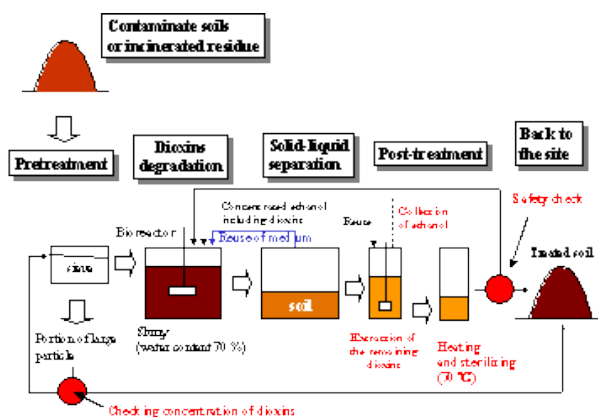 Contaminate soils
or incinerated residue
Pretreatment
Dioxins
degradation
Solid-liquid
separation
Post-treatment
Back to
the site
Concentrated ethanol
including dioxins
Reuse of medium
Bioreactor
Reuse
Collection
of ethanol
Safety check
Treated soil
sieve
soil
Slurry
(water content 70 %)
Portion of large
particle
Extraction of
the remaining
dioxins
Heating
and sterilizing
Checking concentration of dioxins